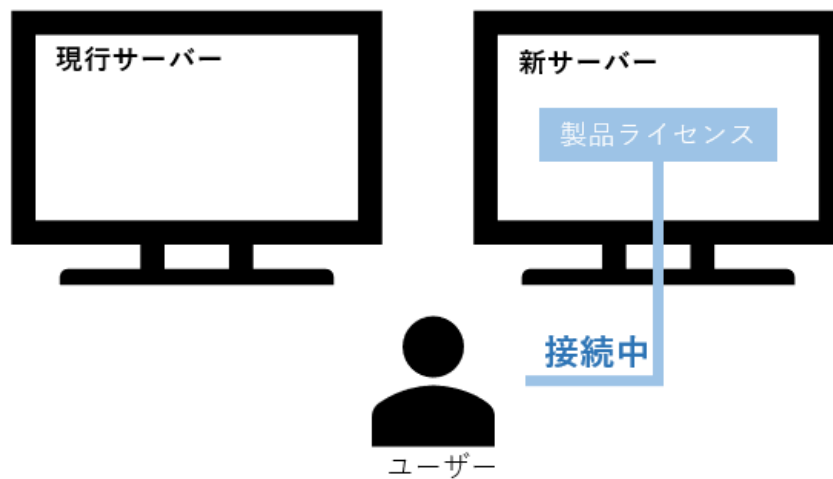 現行サーバー
新サーバー
製品ライセンス
接続中
ユーザー